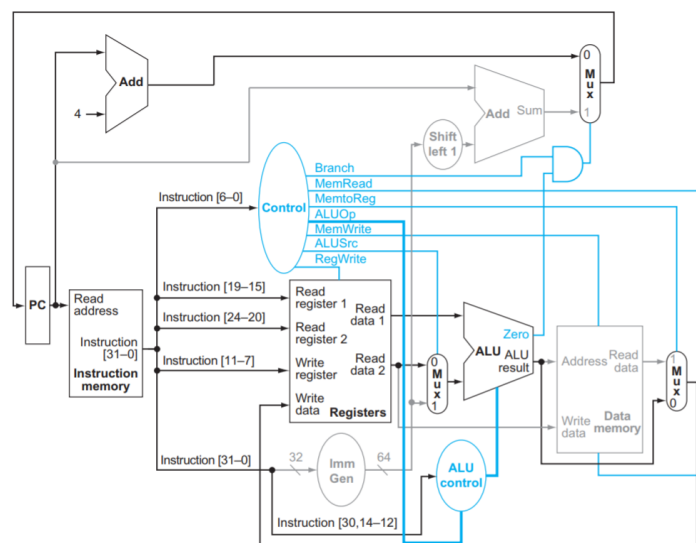 Add
4
0
M
u
x
1
Add Sum
Shift
left 1
Branch
MemRead
MemtoReg
ALUOp
MemWrite
ALUSrc
RegWrite
Control
Instruction [6–0]
Instruction [19–15]
Instruction [24–20]
Instruction [11–7]
Instruction [31–0]
Instruction [30,14–12]
PC
Read
address
Instruction
[31–0]
Instruction
memory
Read
register 1
Read
register 2
Write
register
Write
data
Read
data 1
Read
data 2
Registers
0
M
u
x
1
Zero
ALU
ALU
result
Address
Read
data
Write
data
Data
memory
1
M
u
x
0
32
Imm
Gen
64
ALU
control